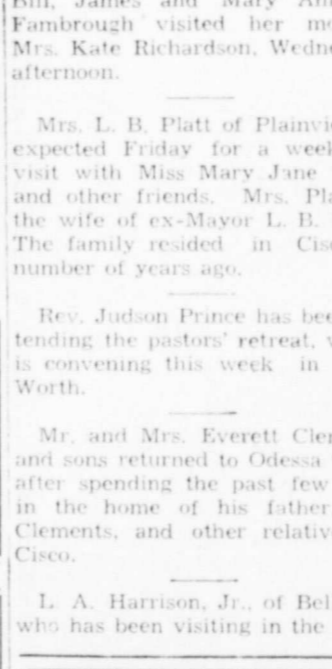 Bill, James and Mary Ann
Fambrough visited her mo
Mrs. Kate Richardson, Wedne
afternoon.
Mrs. L. B. Platt of Plainvie
expected Friday for a week
visit with Miss Mary Jane
and other friends. Mrs. Pla
the wife of ex-Mayor L. B.
The family resided in Cisc
number of years ago.
Rev. Judson Prince has bee
tending the pastors' retreat, w
is convening this week in
Worth.
Mr. and Mrs. Everett Clem
and sons returned to Odessa
after spending the past few
in the home of his father
Clements, and other relative
Cisco.
L. A. Harrison, Jr., of Bel
who has been visiting in the